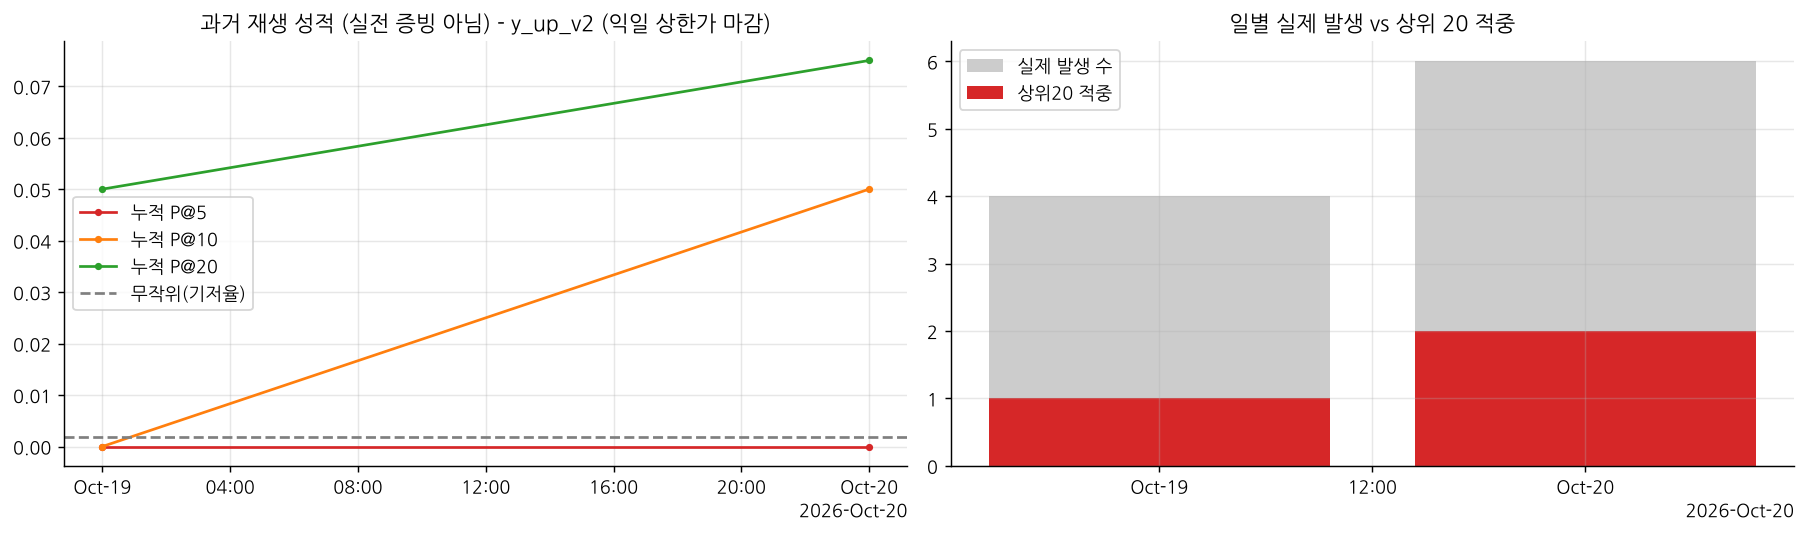 과거 재생 성적 (실전 증빙 아님) - y_up_v2 (익일 상한가 마감)
0.07
0.06
0.05
0.04
0.03
0.02
0.01
0.00
누적 P@5
누적 P@10
누적 P@20
무작위(기저율)
Oct-19 04:00 08:00 12:00 16:00 20:00 Oct-20
2026-Oct-20
일별 실제 발생 vs 상위 20 적중
6
5
4
3
2
1
0
실제 발생 수
상위20 적중
Oct-19 12:00 Oct-20
2026-Oct-20